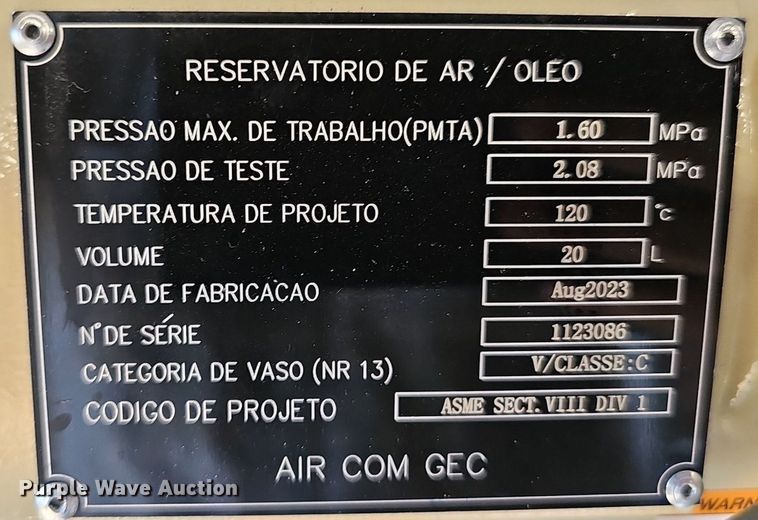 RESERVATORIO DE AR / OLEO
PRESSAO MAX. DE TRABALHO(PMTA) 1.60 MPa
PRESSAO DE TESTE 2.08 MPa
TEMPERATURA DE PROJETO 120 °c
VOLUME 20 L
DATA DE FABRICACAO Aug2023
N°DE SÉRIE 1123086
CATEGORIA DE VASO (NR 13) V/CLASSE:C
CODIGO DE PROJETO ASME SECT.VIII DIV 1
AIR COM GEC
Purple Wave Auction